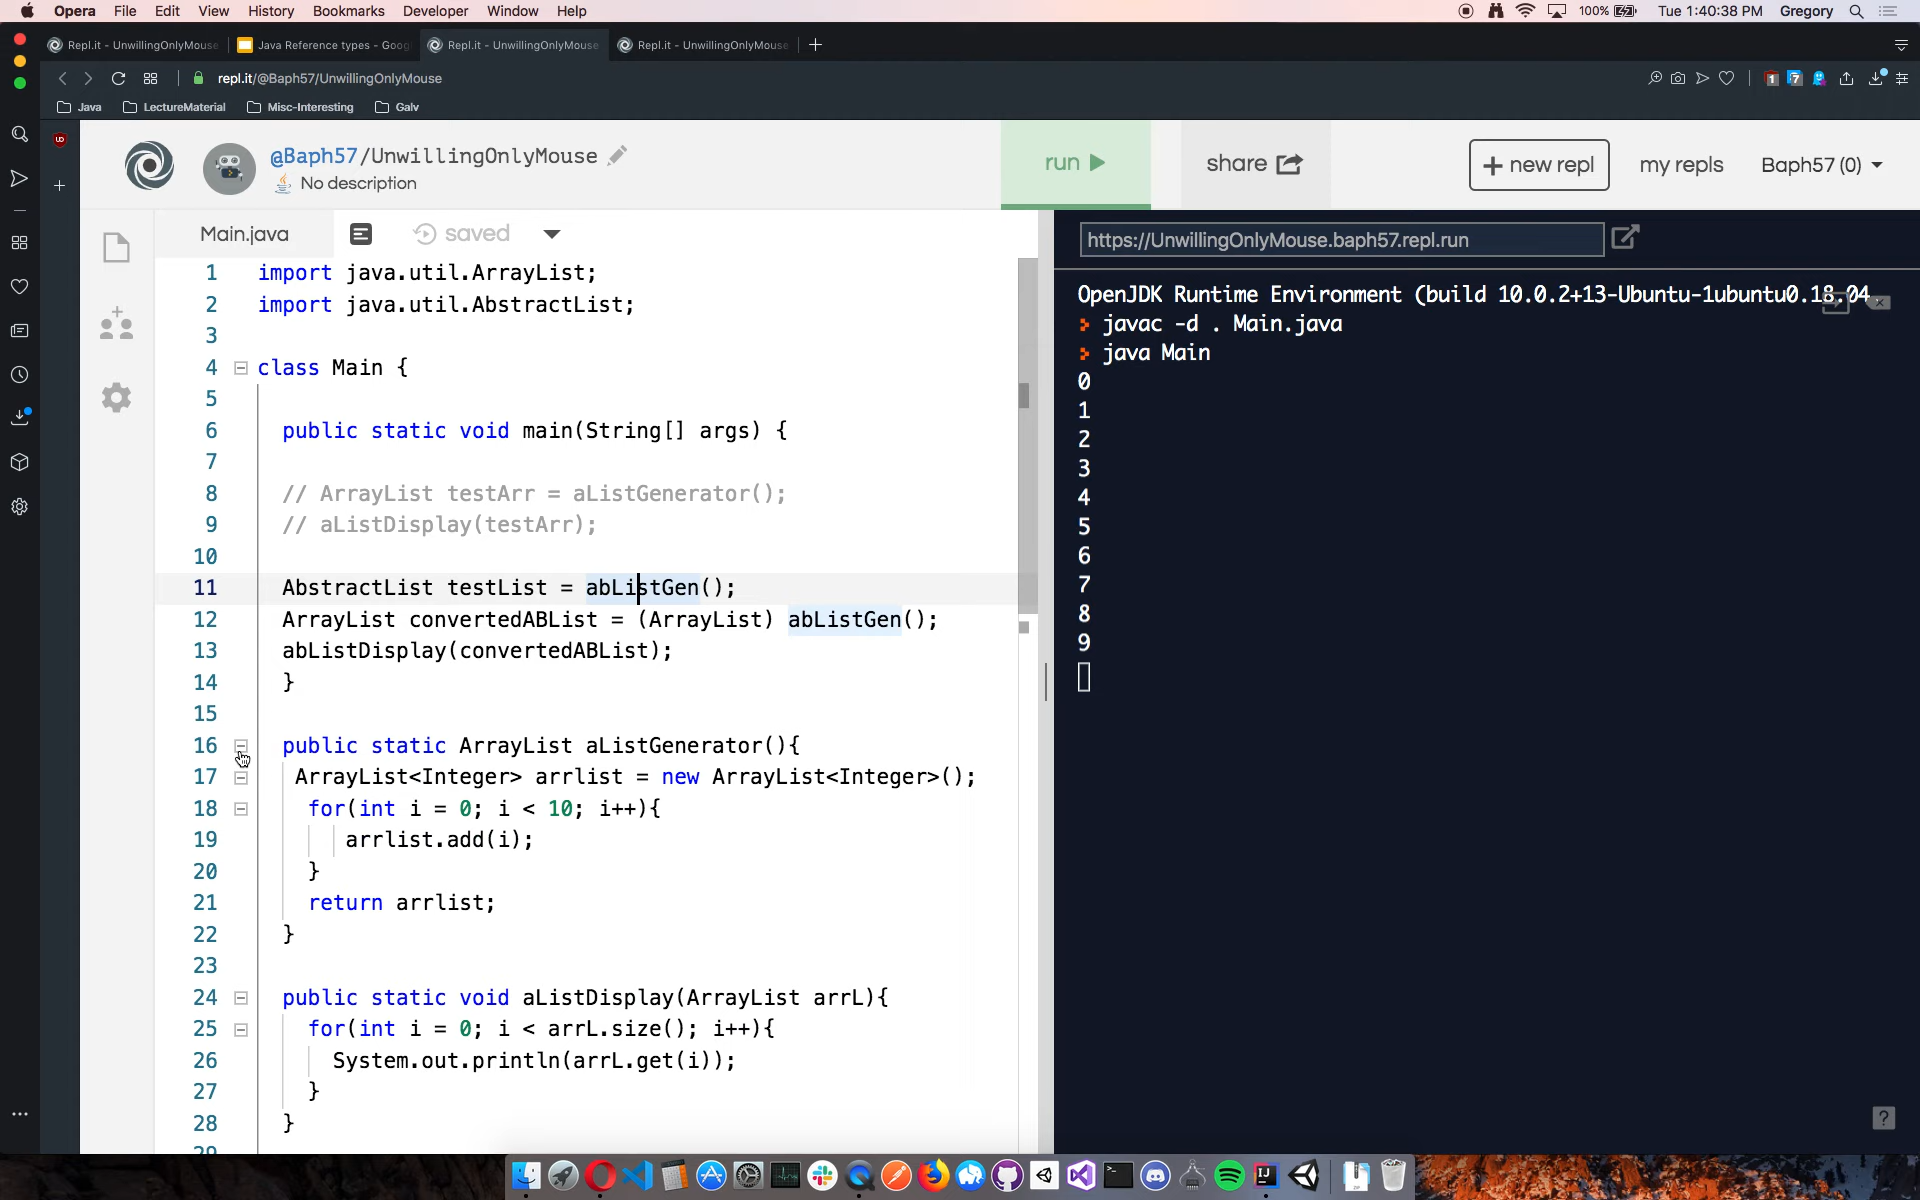 Opera File Edit View History Bookmarks Developer Window Help 100% Tue 1:40:38 PM Gregory
Repl.it - UnwillingOnlyMouse Java Reference types - Goog Repl.it - UnwillingOnlyMouse Repl.it - UnwillingOnlyMouse
repl.it/@Baph57/UnwillingOnlyMouse
Java LectureMaterial Misc-Interesting Galv
@Baph57/UnwillingOnlyMouse
No description
run
share
+ new repl
my repls
Baph57 (0)
Main.java
saved
1 import java.util.ArrayList;
2 import java.util.AbstractList;
3
4 class Main {
5
6 public static void main(String[] args) {
7
8 // ArrayList testArr = aListGenerator();
9 // aListDisplay(testArr);
10
11 AbstractList testList = abListGen();
12 ArrayList convertedABList = (ArrayList) abListGen();
13 abListDisplay(convertedABList);
14 }
15
16 public static ArrayList aListGenerator(){
17 ArrayList<Integer> arrlist = new ArrayList<Integer>();
18 for(int i = 0; i < 10; i++){
19 arrlist.add(i);
20 }
21 return arrlist;
22 }
23
24 public static void aListDisplay(ArrayList arrL){
25 for(int i = 0; i < arrL.size(); i++){
26 System.out.println(arrL.get(i));
27 }
28 }
29
https://UnwillingOnlyMouse.baph57.repl.run
OpenJDK Runtime Environment (build 10.0.2+13-Ubuntu-1ubuntu0.18.04
javac -d . Main.java
java Main
0
1
2
3
4
5
6
7
8
9